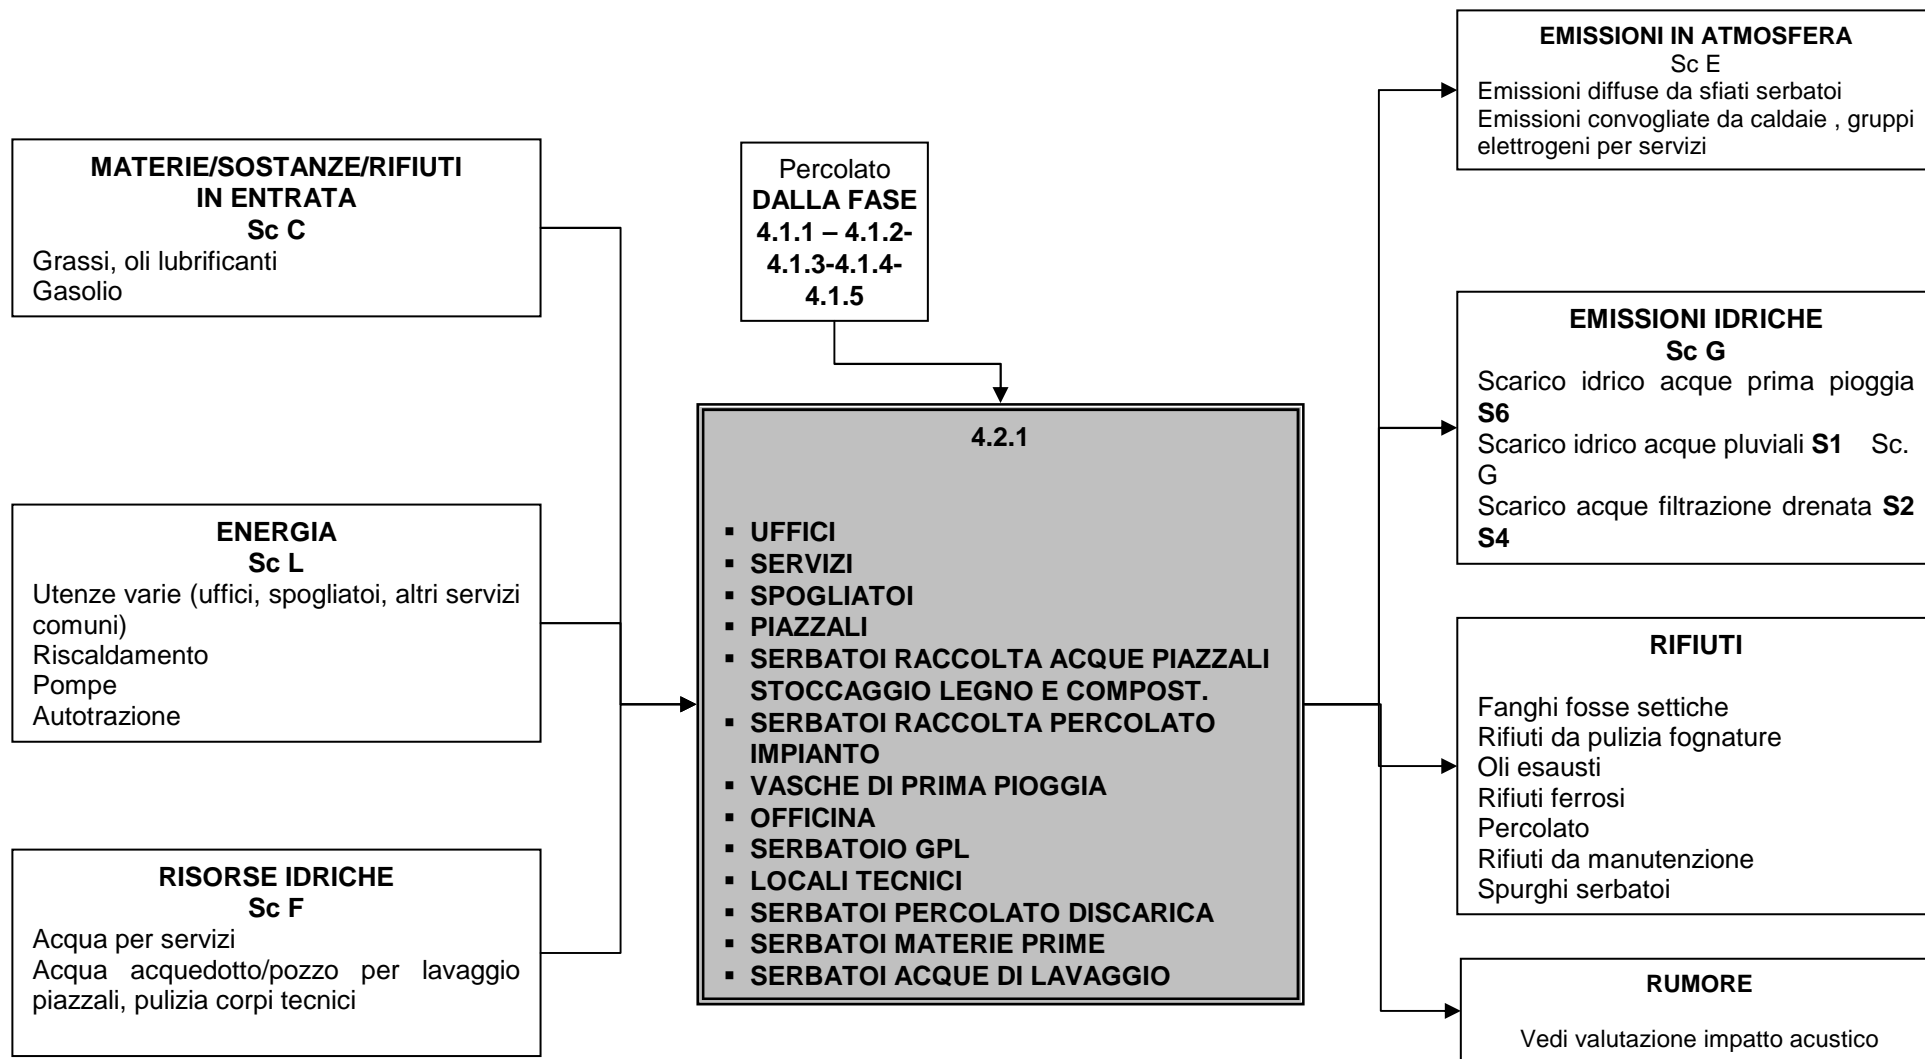 MATERIE/SOSTANZE/RIFIUTI
IN ENTRATA
Sc C
Grassi, oli lubrificanti
Gasolio
ENERGIA
Sc L
Utenze varie (uffici, spogliatoi, altri servizi
comuni)
Riscaldamento
Pompe
Autotrazione
RISORSE IDRICHE
Sc F
Acqua per servizi
Acqua acquedotto/pozzo per lavaggio
piazzali, pulizia corpi tecnici
Percolato
DALLA FASE
4.1.1 – 4.1.2-
4.1.3-4.1.4-
4.1.5
4.2.1
▪ UFFICI
▪ SERVIZI
▪ SPOGLIATOI
▪ PIAZZALI
▪ SERBATOI RACCOLTA ACQUE PIAZZALI
STOCCAGGIO LEGNO E COMPOST.
▪ SERBATOI RACCOLTA PERCOLATO
IMPIANTO
▪ VASCHE DI PRIMA PIOGGIA
▪ OFFICINA
▪ SERBATOIO GPL
▪ LOCALI TECNICI
▪ SERBATOI PERCOLATO DISCARICA
▪ SERBATOI MATERIE PRIME
▪ SERBATOI ACQUE DI LAVAGGIO
EMISSIONI IN ATMOSFERA
Sc E
Emissioni diffuse da sfiati serbatoi
Emissioni convogliate da caldaie , gruppi
elettrogeni per servizi
EMISSIONI IDRICHE
Sc G
Scarico idrico acque prima pioggia
S6
Scarico idrico acque pluviali S1 Sc.
G
Scarico acque filtrazione drenata S2
S4
RIFIUTI
Fanghi fosse settiche
Rifiuti da pulizia fognature
Oli esausti
Rifiuti ferrosi
Percolato
Rifiuti da manutenzione
Spurghi serbatoi
RUMORE
Vedi valutazione impatto acustico